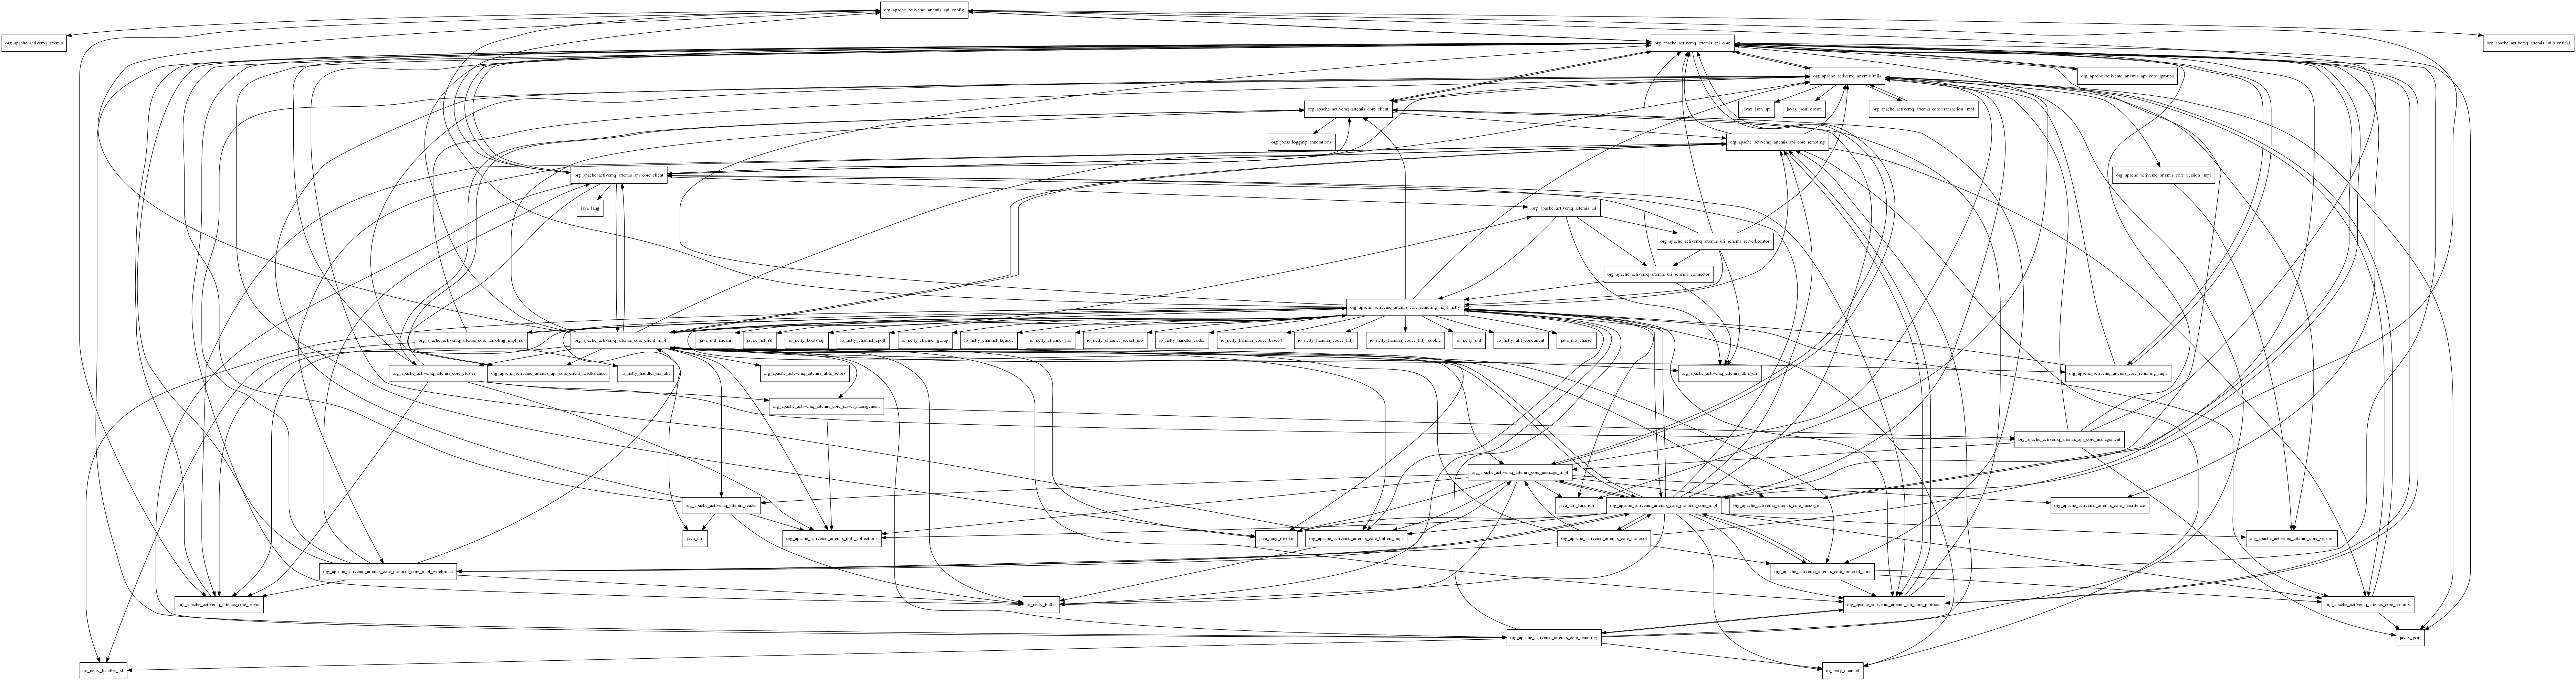 org_apache_activemq_artemis_api_config
org_apache_activemq_artemis
org_apache_activemq_artemis_api_core
org_apache_activemq_artemis_utils_critical
org_apache_activemq_artemis_utils
org_apache_activemq_artemis_api_core_jgroups
org_apache_activemq_artemis_core_client
javax_json_spi
javax_json_stream
org_apache_activemq_artemis_core_transaction_impl
org_jboss_logging_annotations
org_apache_activemq_artemis_spi_core_remoting
org_apache_activemq_artemis_api_core_client
org_apache_activemq_artemis_core_version_impl
java_lang
org_apache_activemq_artemis_uri
org_apache_activemq_artemis_uri_schema_serverLocator
org_apache_activemq_artemis_uri_schema_connector
org_apache_activemq_artemis_core_remoting_impl_netty
org_apache_activemq_artemis_core_remoting_impl_ssl
org_apache_activemq_artemis_core_client_impl
java_util_stream
javax_net_ssl
io_netty_bootstrap
io_netty_channel_epoll
io_netty_channel_group
io_netty_channel_kqueue
io_netty_channel_nio
io_netty_channel_socket_nio
io_netty_handler_codec
io_netty_handler_codec_base64
io_netty_handler_codec_http
io_netty_handler_codec_http_cookie
io_netty_util
io_netty_util_concurrent
java_nio_charset
org_apache_activemq_artemis_core_cluster
org_apache_activemq_artemis_api_core_client_loadbalance
io_netty_handler_ssl_util
org_apache_activemq_artemis_utils_actors
org_apache_activemq_artemis_utils_uri
org_apache_activemq_artemis_core_remoting_impl
org_apache_activemq_artemis_core_server_management
org_apache_activemq_artemis_api_core_management
org_apache_activemq_artemis_core_message_impl
org_apache_activemq_artemis_reader
java_util_function
org_apache_activemq_artemis_core_protocol_core_impl
org_apache_activemq_artemis_core_message
org_apache_activemq_artemis_core_persistence
java_util
org_apache_activemq_artemis_utils_collections
java_lang_invoke
org_apache_activemq_artemis_core_buffers_impl
org_apache_activemq_artemis_core_protocol
org_apache_activemq_artemis_core_version
org_apache_activemq_artemis_core_protocol_core_impl_wireformat
org_apache_activemq_artemis_core_protocol_core
org_apache_activemq_artemis_core_server
io_netty_buffer
org_apache_activemq_artemis_spi_core_protocol
org_apache_activemq_artemis_core_security
org_apache_activemq_artemis_core_remoting
javax_json
io_netty_handler_ssl
io_netty_channel